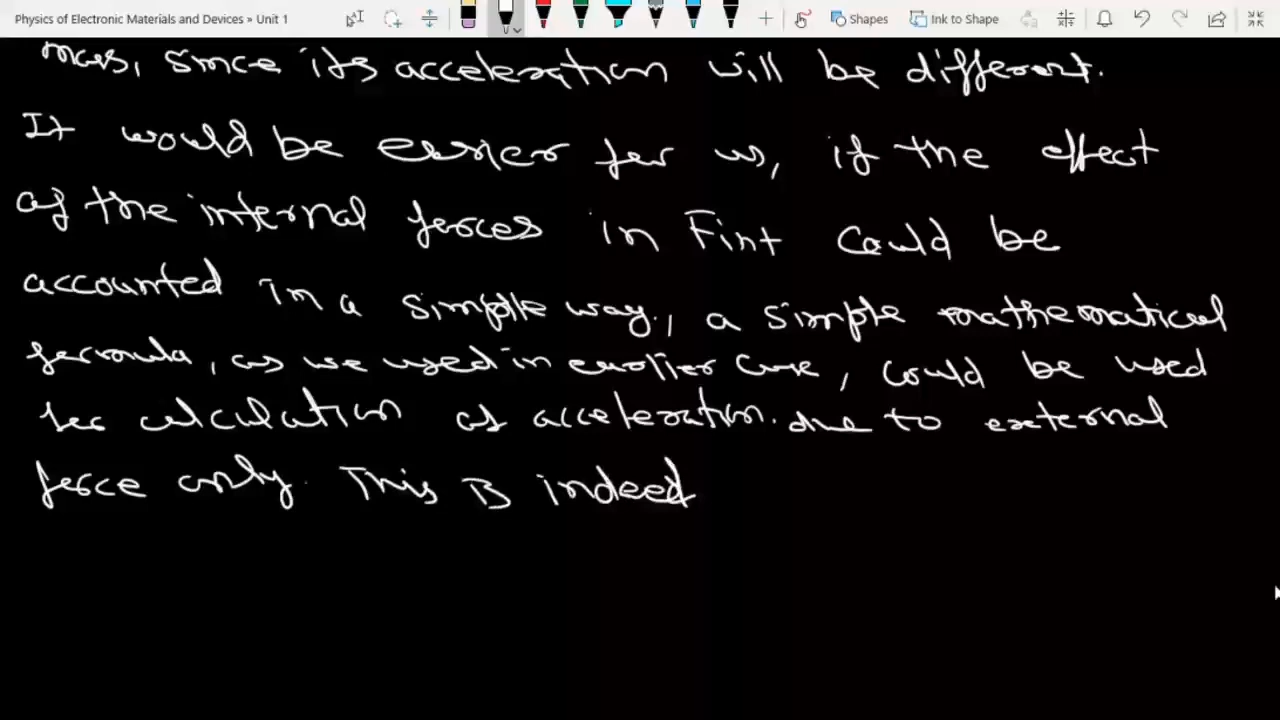 Physics of Electronic Materials and Devices » Unit 1
Shapes
Ink to Shape
mass, since its acceleration will be different.
It would be easier for us, if the effect
of the internal forces in Fint could be
accounted in a simple way, a simple mathematical
formula, as we used in earlier case, could be used
for calculation of acceleration. due to external
force only. This is indeed